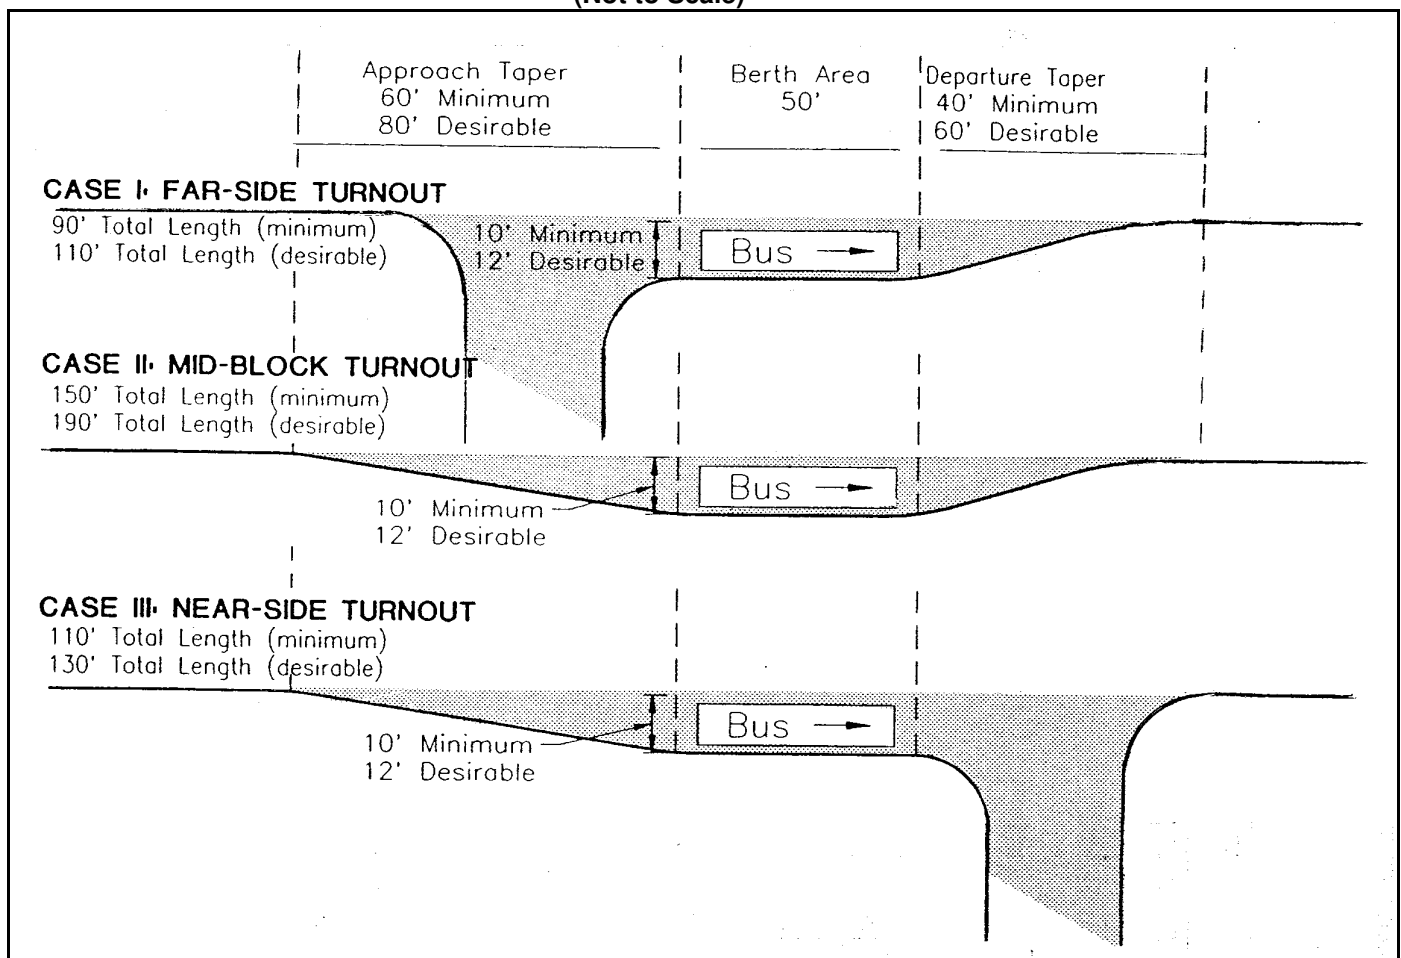 (Not to Scale)
Approach Taper
60' Minimum
80' Desirable
Berth Area
50'
Departure Taper
40' Minimum
60' Desirable
CASE I: FAR-SIDE TURNOUT
90' Total Length (minimum)
110' Total Length (desirable)
10' Minimum
12' Desirable
Bus
CASE II: MID-BLOCK TURNOUT
150' Total Length (minimum)
190' Total Length (desirable)
Bus
10' Minimum
12' Desirable
CASE III: NEAR-SIDE TURNOUT
110' Total Length (minimum)
130' Total Length (desirable)
Bus
10' Minimum
12' Desirable